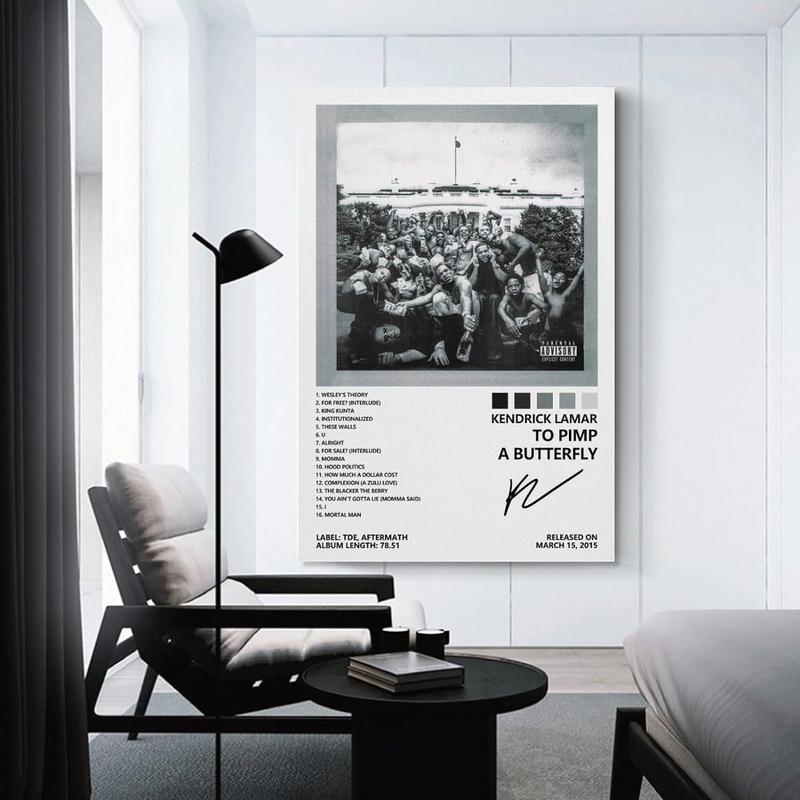 PARENTAL
ADVISORY
EXPLICIT CONTENT
1. WESLEY'S THEORY
2. FOR FREE? (INTERLUDE)
3. KING KUNTA
4. INSTITUTIONALIZED
5. THESE WALLS
6. U
7. ALRIGHT
8. FOR SALE? (INTERLUDE)
9. MOMMA
10. HOOD POLITICS
11. HOW MUCH A DOLLAR COST
12. COMPLEXION (A ZULU LOVE)
13. THE BLACKER THE BERRY
14. YOU AIN'T GOTTA LIE (MOMMA SAID)
15. I
16. MORTAL MAN
KENDRICK LAMAR
TO PIMP
A BUTTERFLY
LABEL: TDE, AFTERMATH
ALBUM LENGTH: 78.51
RELEASED ON
MARCH 15, 2015